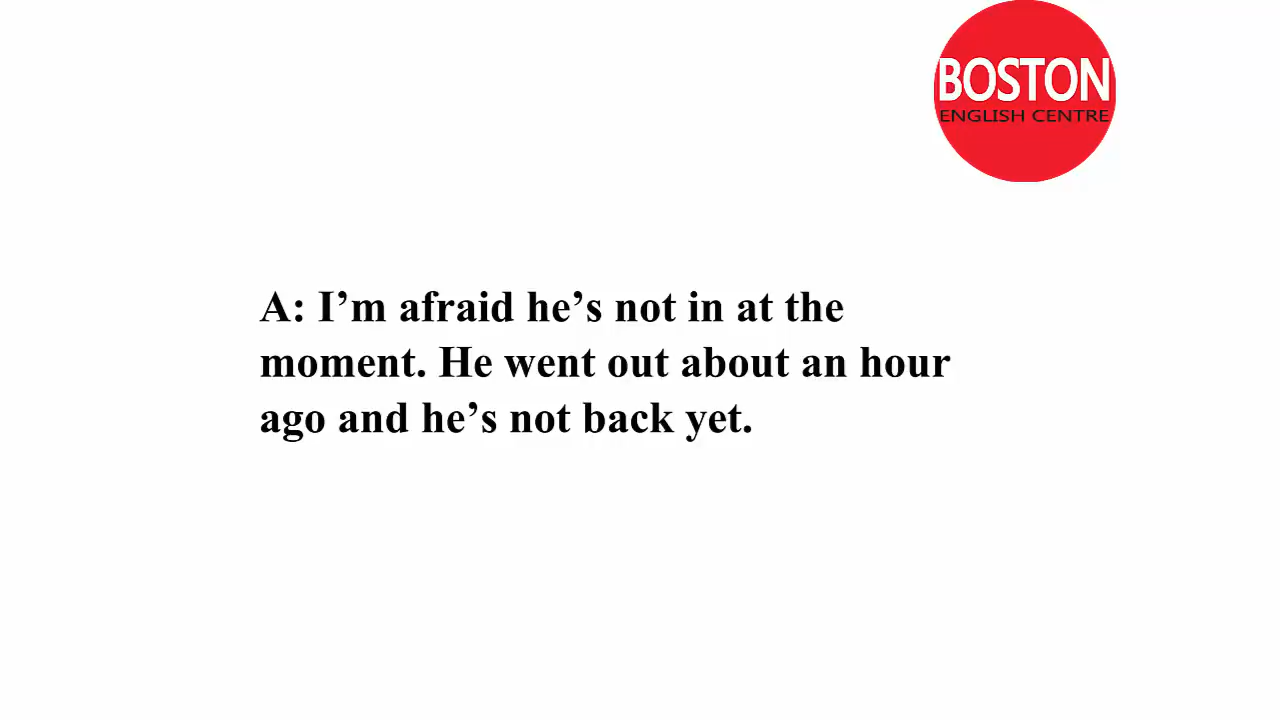 BOSTON
ENGLISH CENTRE
A: I’m afraid he’s not in at the
moment. He went out about an hour
ago and he’s not back yet.